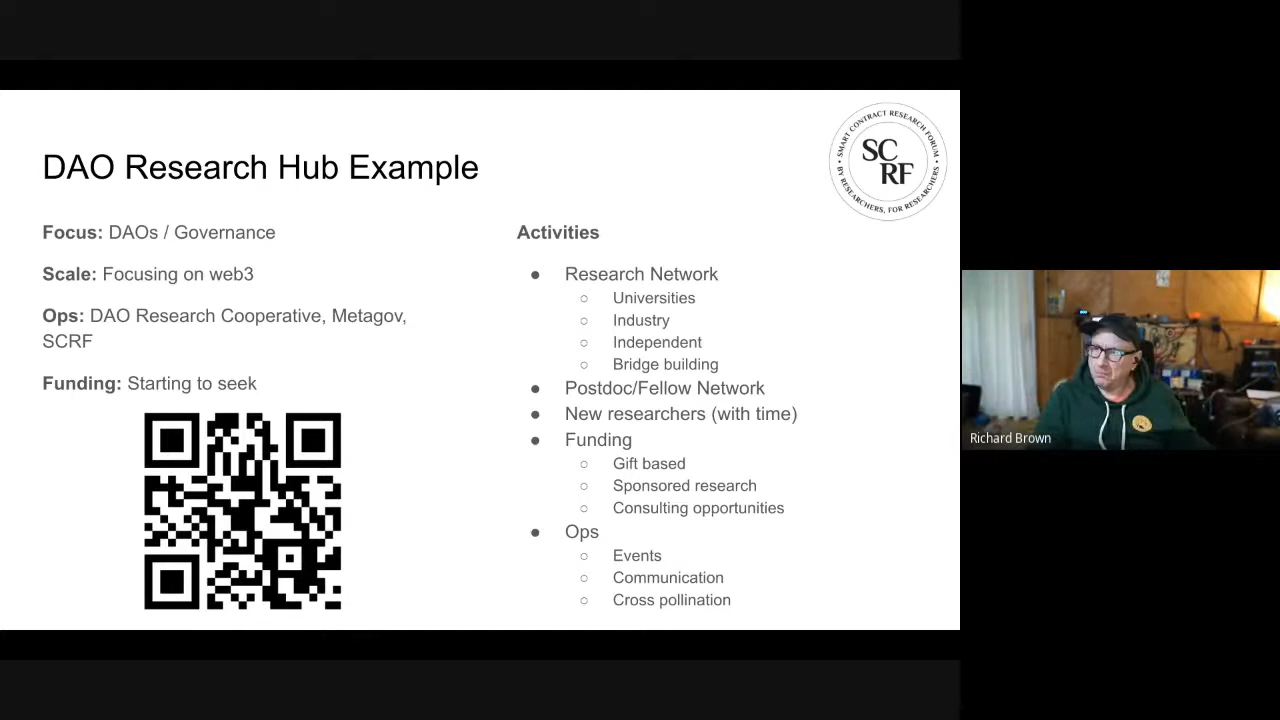 DAO Research Hub Example
SMART CONTRACT RESEARCH FORUM
SC
RF
BY RESEARCHERS, FOR RESEARCHERS
Focus: DAOs / Governance
Scale: Focusing on web3
Ops: DAO Research Cooperative, Metagov,
SCRF
Funding: Starting to seek
Activities
● Research Network
○ Universities
○ Industry
○ Independent
○ Bridge building
● Postdoc/Fellow Network
● New researchers (with time)
● Funding
○ Gift based
○ Sponsored research
○ Consulting opportunities
● Ops
○ Events
○ Communication
○ Cross pollination
Richard Brown